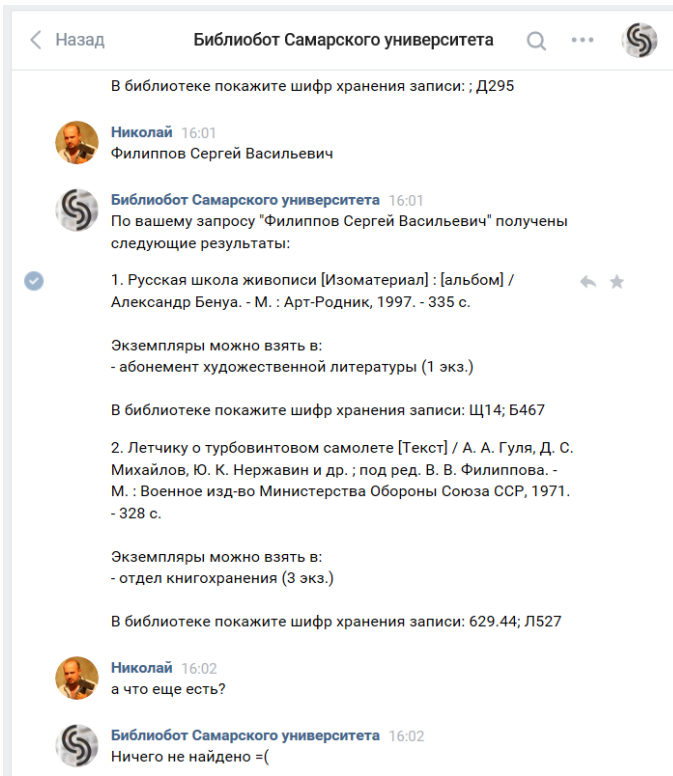 Назад
Библиобот Самарского университета
В библиотеке покажите шифр хранения записи: ; Д295
Николай 16:01
Филиппов Сергей Васильевич
Библиобот Самарского университета 16:01
По вашему запросу "Филиппов Сергей Васильевич" получены
следующие результаты:
1. Русская школа живописи [Изоматериал] : [альбом] /
Александр Бенуа. - М. : Арт-Родник, 1997. - 335 с.
Экземпляры можно взять в:
- абонемент художественной литературы (1 экз.)
В библиотеке покажите шифр хранения записи: Щ14; Б467
2. Летчику о турбовинтовом самолете [Текст] / А. А. Гуля, Д. С.
Михайлов, Ю. К. Нержавин и др. ; под ред. В. В. Филиппова. -
М. : Военное изд-во Министерства Обороны Союза ССР, 1971.
- 328 с.
Экземпляры можно взять в:
- отдел книгохранения (3 экз.)
В библиотеке покажите шифр хранения записи: 629.44; Л527
Николай 16:02
а что еще есть?
Библиобот Самарского университета 16:02
Ничего не найдено =(